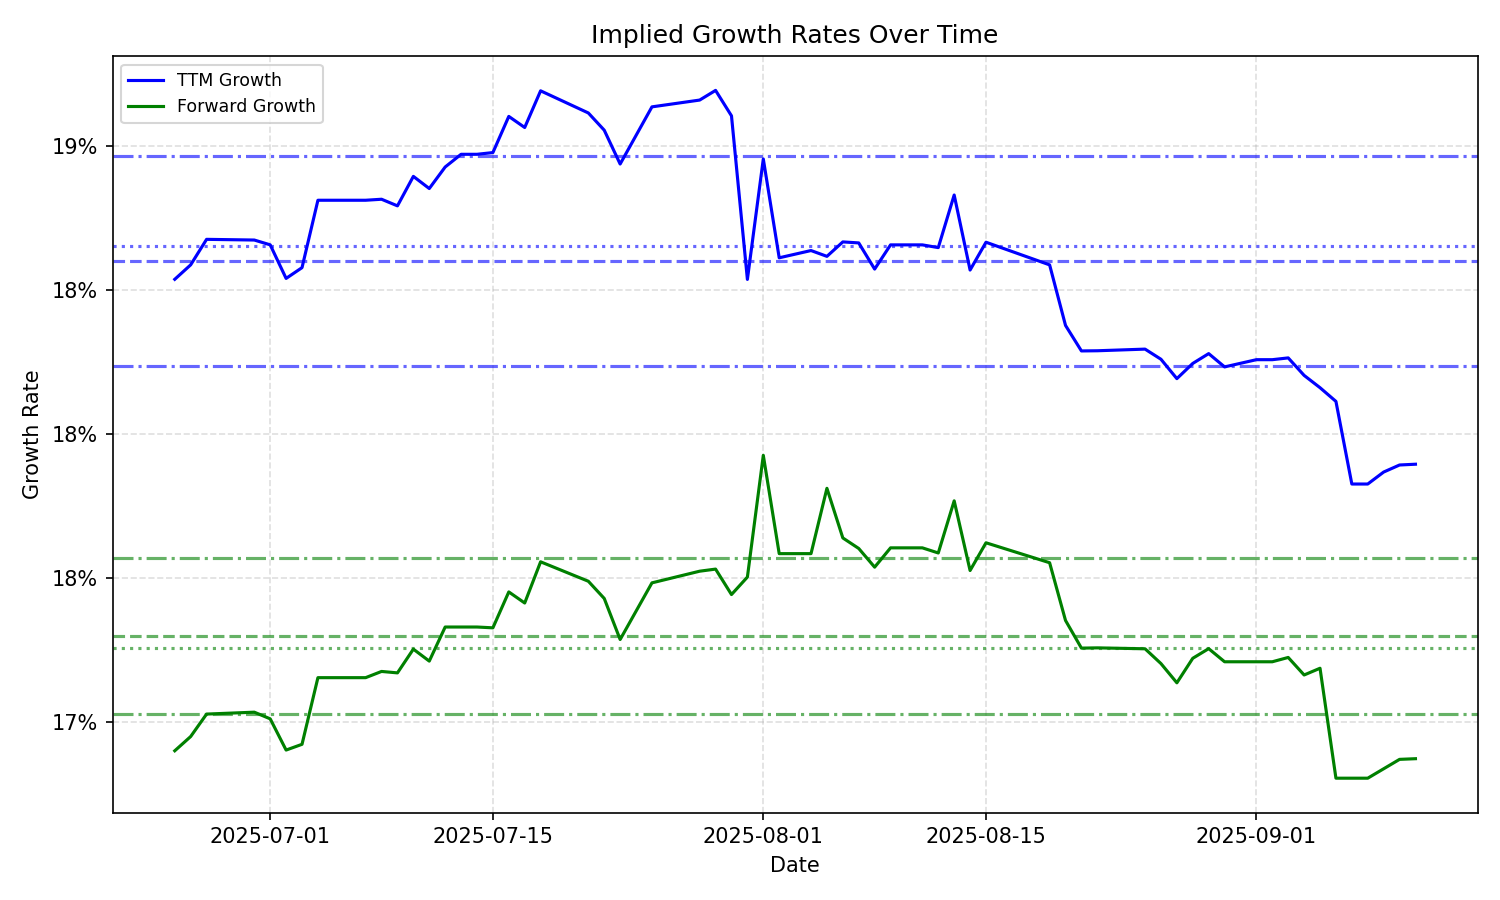 Implied Growth Rates Over Time
TTM Growth
Forward Growth
19%
18%
18%
18%
17%
Growth Rate
2025-07-01
2025-07-15
2025-08-01
2025-08-15
2025-09-01
Date